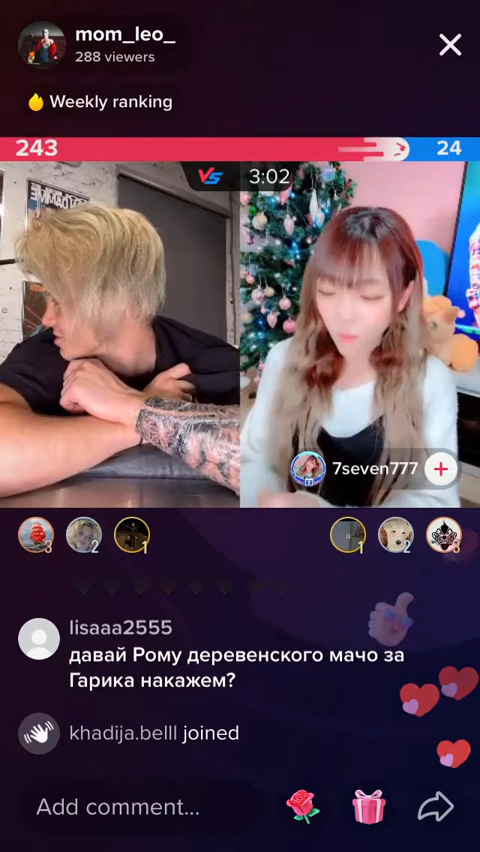 mom_leo_
288 viewers
Weekly ranking
243
24
VS
3:02
7seven777
3
2
1
1
2
3
lisaaa2555
давай Рому деревенского мачо за
Гарика накажем?
khadija.belll joined
Add comment...